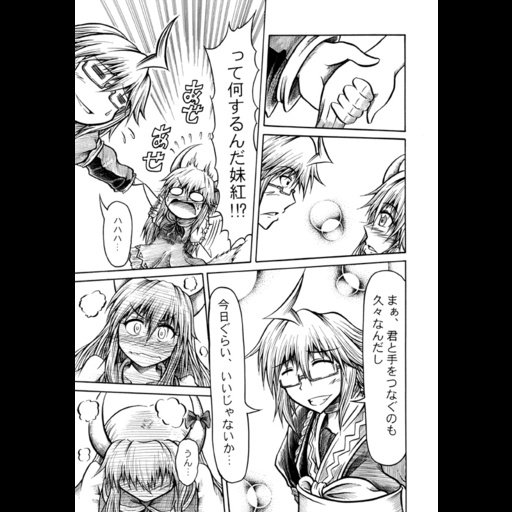 って何するんだ妹紅!!?
あせ
あせ
ハハハ…
まぁ、君と手をつなぐのも
久々なんだし
今日ぐらい、いいじゃないか…
うん…